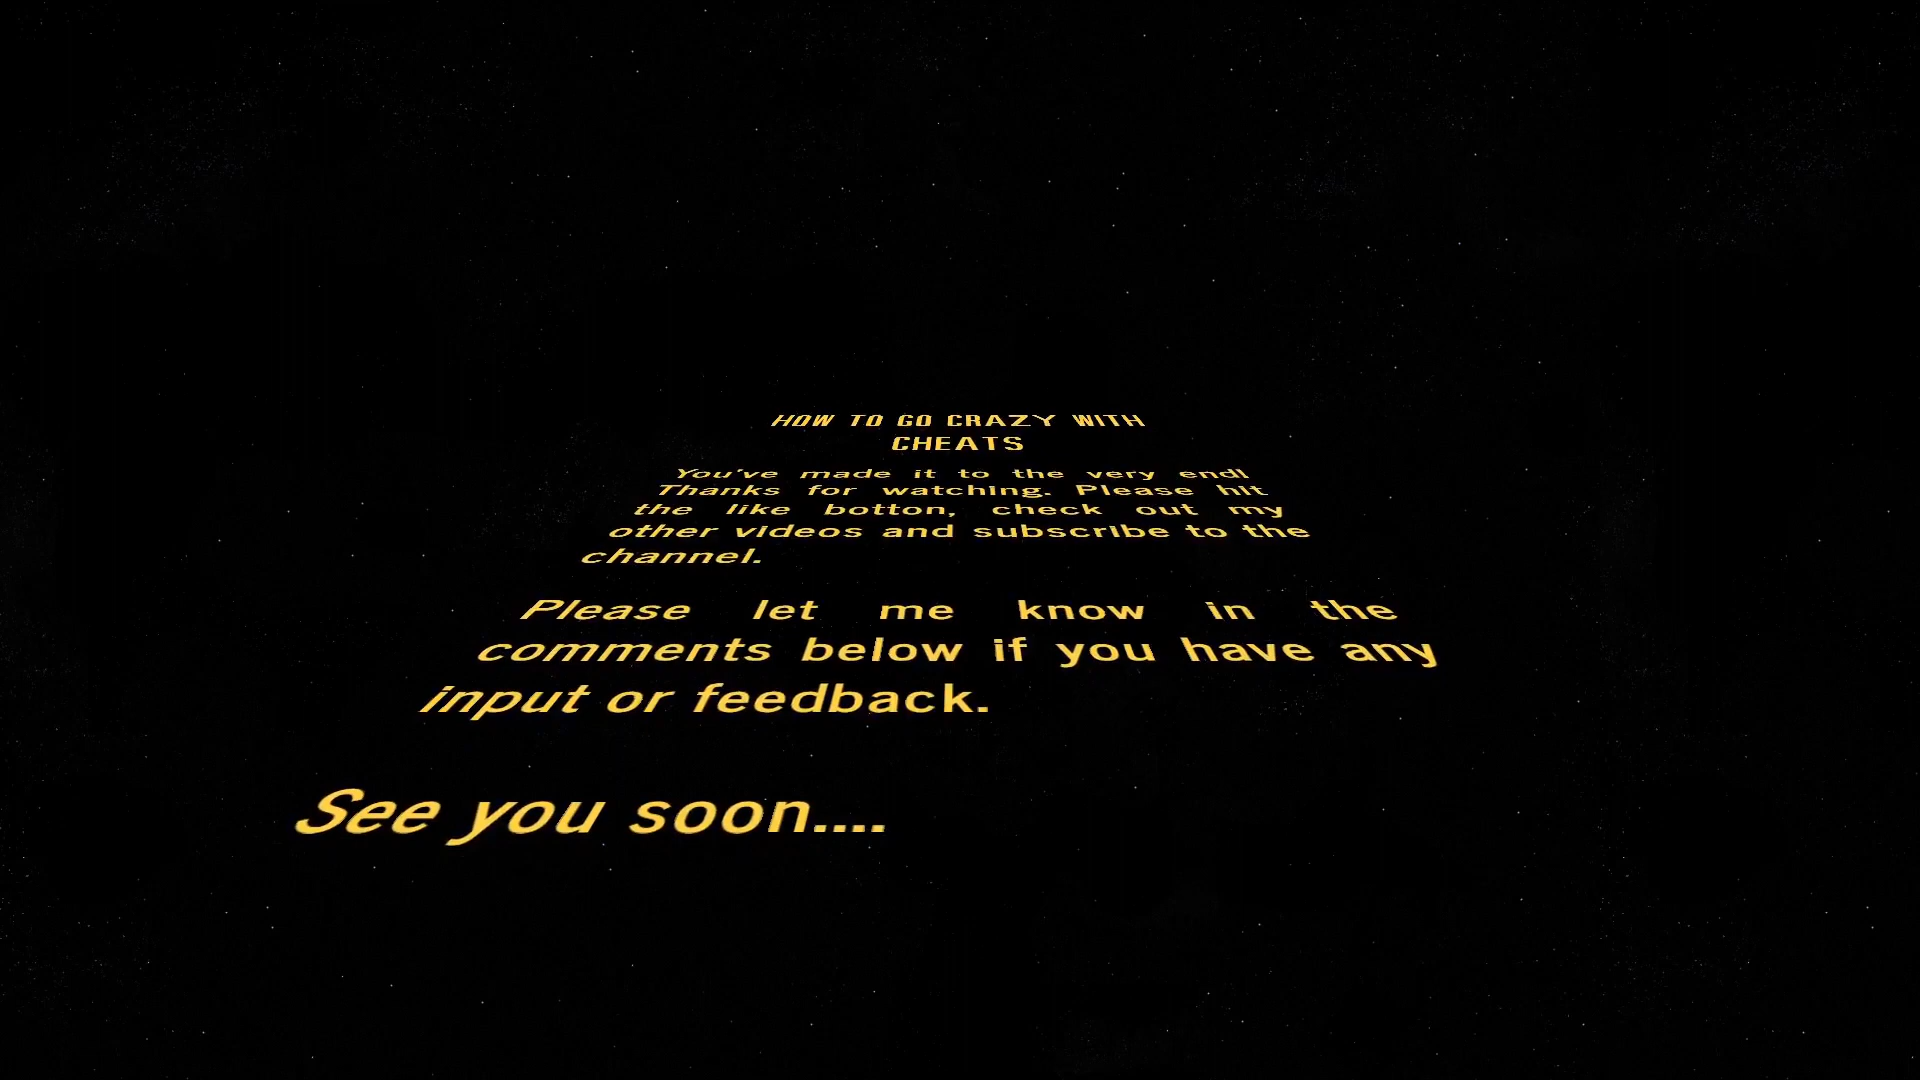 HOW TO GO CRAZY WITH
CHEATS
You've made it to the very end!
Thanks for watching. Please hit
the like botton, check out my
other videos and subscribe to the
channel.
Please let me know in the
comments below if you have any
input or feedback.
See you soon....